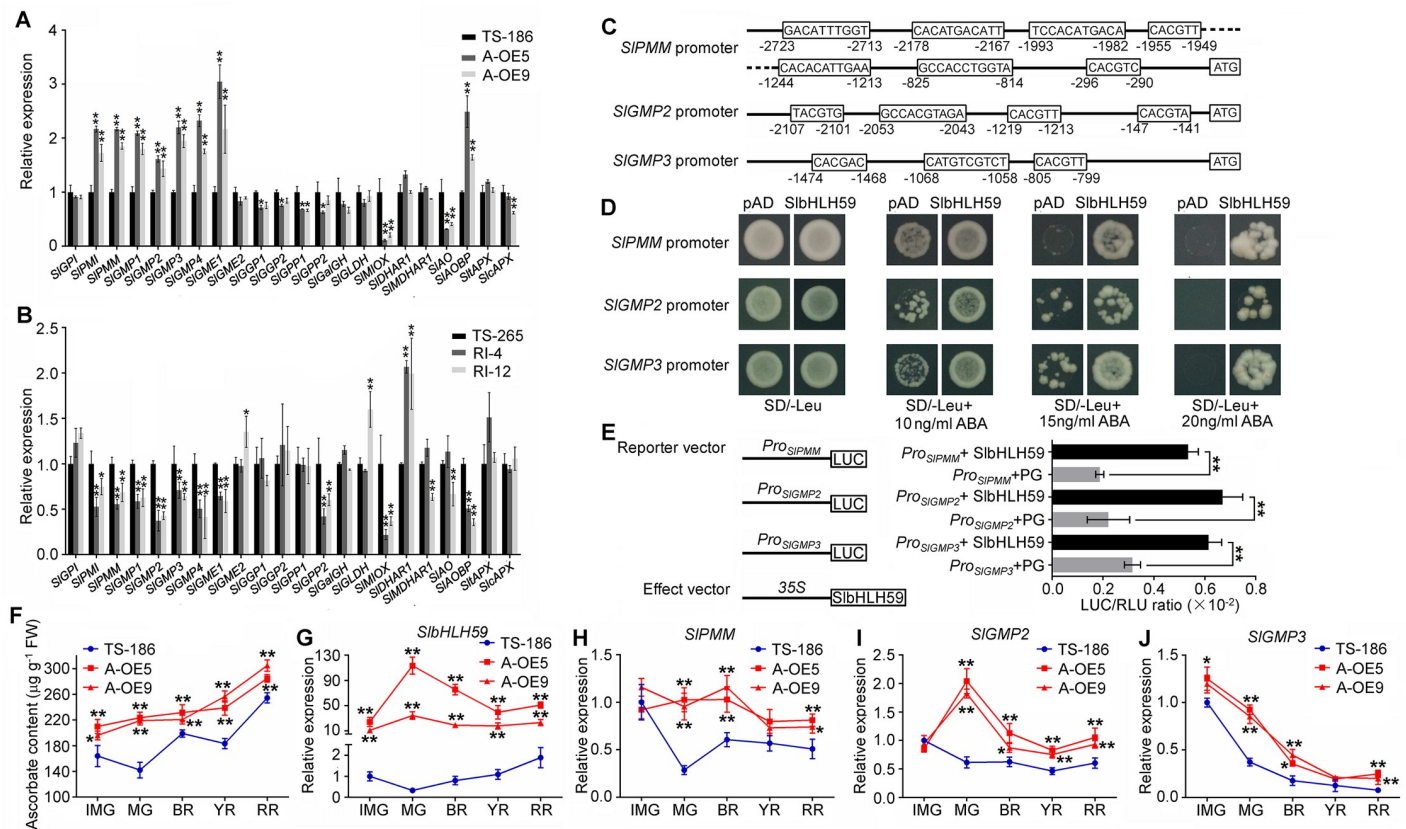 A
Relative expression
4
3
2
1
0
TS-186
A-OE5
A-OE9
SlGPI
SlPMI
SlPMM
SlGMP1
SlGMP2
SlGMP3
SlGMP4
SlGME1
SlGME2
SlGGP1
SlGGP2
SlGPP1
SlGPP2
SlGalGH
SlGLDH
SlMIOX
SlDHAR1
SlMDHAR1
SlAO
SlAOBP
SltAPX
SlcAPX
B
Relative expression
2.5
2.0
1.5
1.0
0.5
0.0
TS-265
RI-4
RI-12
SlGPI
SlPMI
SlPMM
SlGMP1
SlGMP2
SlGMP3
SlGMP4
SlGME1
SlGME2
SlGGP1
SlGGP2
SlGPP1
SlGPP2
SlGalGH
SlGLDH
SlMIOX
SlDHAR1
SlMDHAR1
SlAO
SlAOBP
SltAPX
SlcAPX
C
SlPMM promoter
GACATTTGGT CACATGACATT TCCACATGACA CACGTT
-2723 -2713 -2178 -2167 -1993 -1982 -1955 -1949
CACACATTGAA GCCACCTGGTA CACGTC ATG
-1244 -1213 -825 -814 -296 -290
SlGMP2 promoter
TACGTG GCCACGTAGA CACGTT CACGTA ATG
-2107 -2101 -2053 -2043 -1219 -1213 -147 -141
SlGMP3 promoter
CACGAC CATGTCGTCT CACGTT ATG
-1474 -1468 -1068 -1058 -805 -799
D
pAD SlbHLH59 pAD SlbHLH59 pAD SlbHLH59 pAD SlbHLH59
SlPMM promoter
SlGMP2 promoter
SlGMP3 promoter
SD/-Leu
SD/-Leu+
10ng/ml ABA
SD/-Leu+
15ng/ml ABA
SD/-Leu+
20ng/ml ABA
E
Reporter vector
ProSlPMM
LUC
ProSlGMP2
LUC
ProSlGMP3
LUC
Effect vector
35S
SlbHLH59
ProSlPMM+ SlbHLH59
ProSlPMM+PG
ProSlGMP2+ SlbHLH59
ProSlGMP2+PG
ProSlGMP3+ SlbHLH59
ProSlGMP3+PG
**
**
**
0.0 0.2 0.4 0.6 0.8
LUC/RLU ratio (×10-2)
F
Ascorbate content (μg g-1 FW)
300
260
220
180
140
100
TS-186
A-OE5
A-OE9
IMG MG BR YR RR
G
SlbHLH59
Relative expression
130
90
50
10
2
1
0
TS-186
A-OE5
A-OE9
IMG MG BR YR RR
H
SlPMM
Relative expression
1.5
1.0
0.5
0.0
TS-186
A-OE5
A-OE9
IMG MG BR YR RR
I
SlGMP2
Relative expression
2.5
2.0
1.5
1.0
0.5
0.0
TS-186
A-OE5
A-OE9
IMG MG BR YR RR
J
SlGMP3
Relative expression
1.5
1.0
0.5
0.0
TS-186
A-OE5
A-OE9
IMG MG BR YR RR